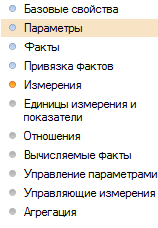 Базовые свойства
Параметры
Факты
Привязка фактов
Измерения
Единицы измерения и
показатели
Отношения
Вычисляемые факты
Управление параметрами
Управляющие измерения
Агрегация